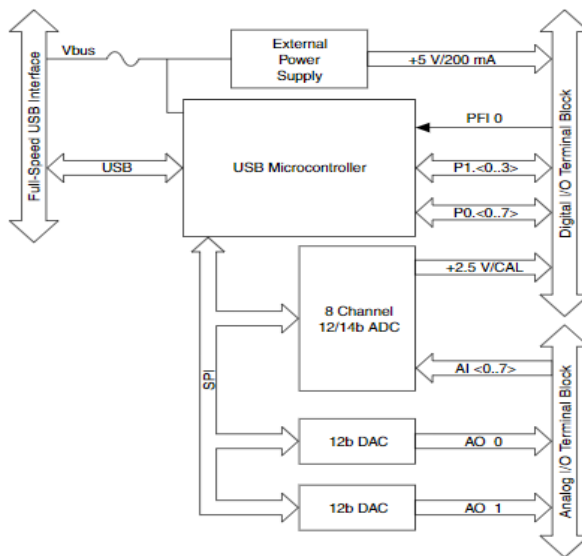 Full-Speed USB Interface
Vbus
External
Power
Supply
+5 V/200 mA
Digital I/O Terminal Block
PFI 0
USB
USB Microcontroller
P1.<0..3>
P0.<0..7>
+2.5 V/CAL
8 Channel
12/14b ADC
SPI
AI <0..7>
Analog I/O Terminal Block
12b DAC
AO 0
12b DAC
AO 1